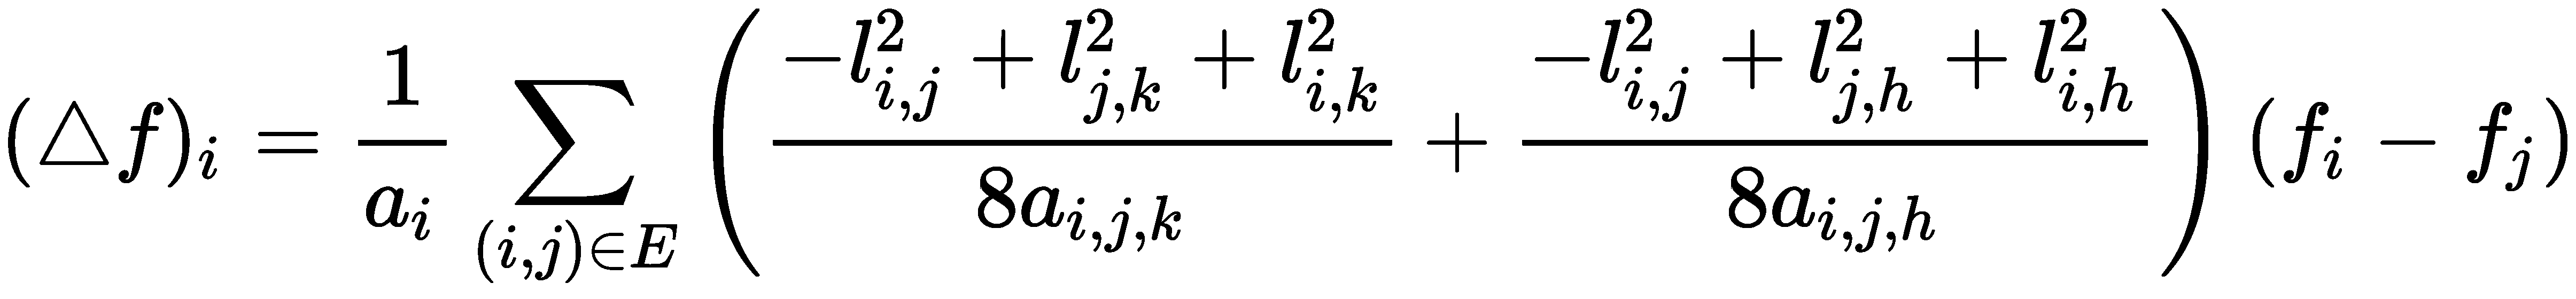 $(\triangle f)_i = \frac{1}{a_i} \sum_{(i,j) \in E} \left( \frac{-l_{i,j}^2 + l_{j,k}^2 + l_{i,k}^2}{8a_{i,j,k}} + \frac{-l_{i,j}^2 + l_{j,h}^2 + l_{i,h}^2}{8a_{i,j,h}} \right) (f_i - f_j)$